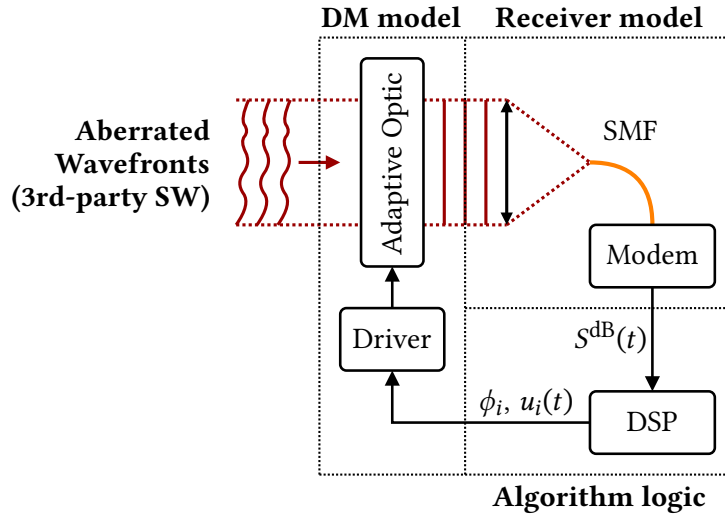 DM model
Receiver model
Adaptive Optic
SMF
Aberrated
Wavefronts
(3rd-party SW)
Modem
Driver
S^dB(t)
ϕ_i, u_i(t)
DSP
Algorithm logic